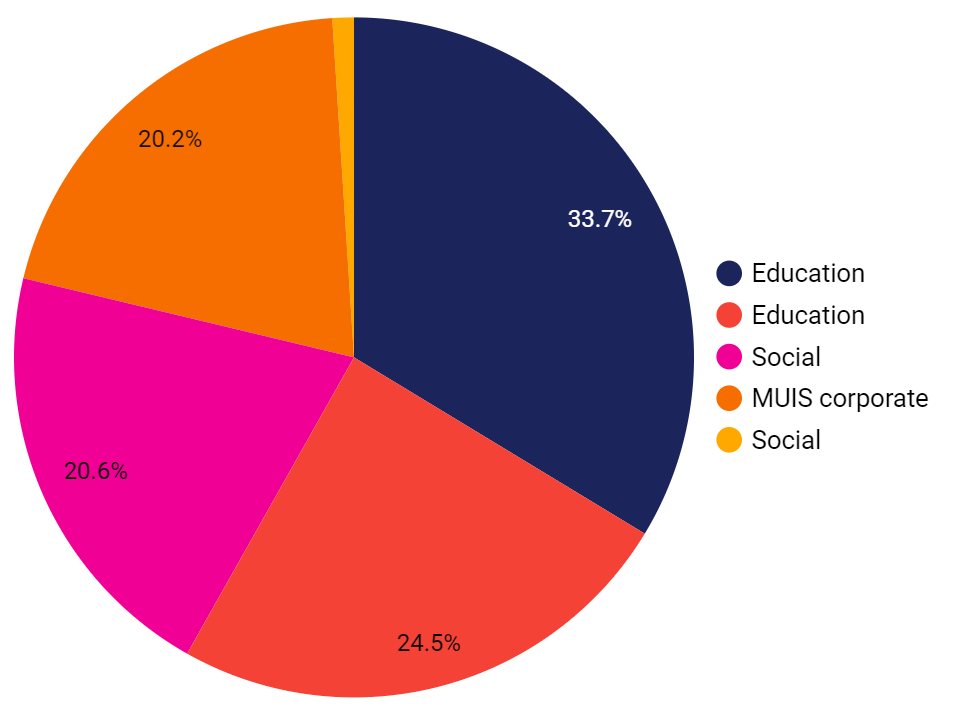 20.2%
33.7%
20.6%
24.5%
Education
Education
Social
MUIS corporate
Social